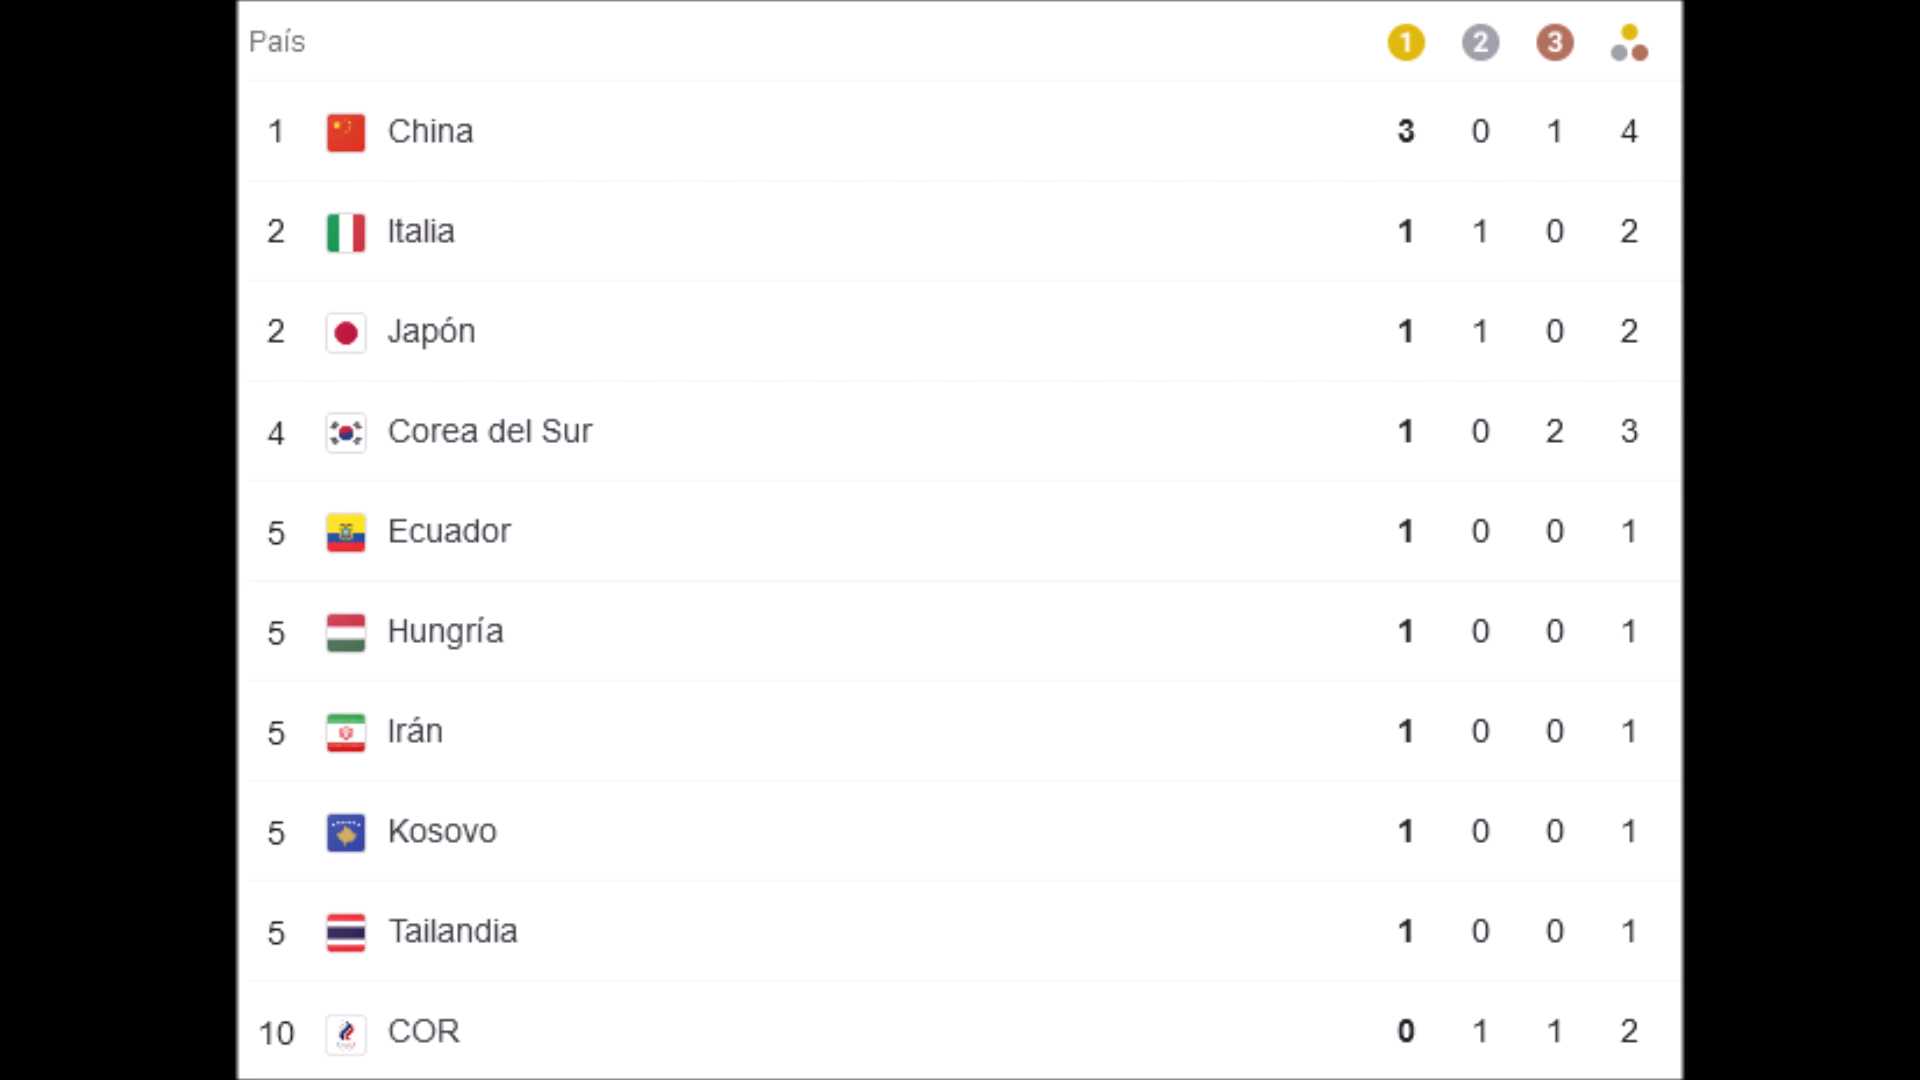 País 1 2 3
1 China 3 0 1 4
2 Italia 1 1 0 2
2 Japón 1 1 0 2
4 Corea del Sur 1 0 2 3
5 Ecuador 1 0 0 1
5 Hungría 1 0 0 1
5 Irán 1 0 0 1
5 Kosovo 1 0 0 1
5 Tailandia 1 0 0 1
10 COR 0 1 1 2